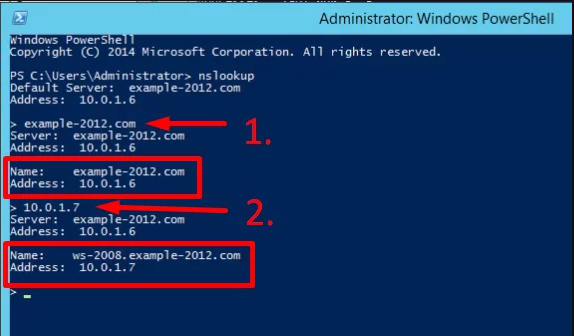 Administrator: Windows PowerShell
Windows PowerShell
Copyright (C) 2014 Microsoft Corporation. All rights reserved.
PS C:\Users\Administrator> nslookup
Default Server:  example-2012.com
Address:  10.0.1.6
> example-2012.com
1.
Server:  example-2012.com
Address:  10.0.1.6
Name:    example-2012.com
Address:  10.0.1.6
> 10.0.1.7
2.
Server:  example-2012.com
Address:  10.0.1.6
Name:    ws-2008.example-2012.com
Address:  10.0.1.7
>